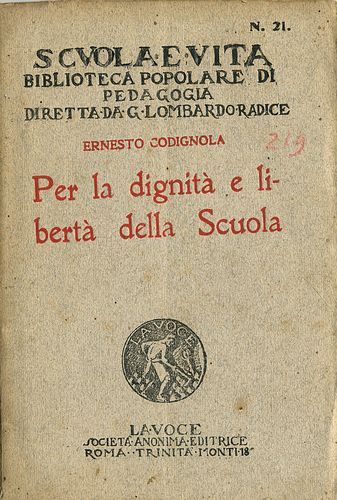 N. 21.
SCVOLA·E·VITA
BIBLIOTECA POPOLARE DI
PEDAGOGIA
DIRETTA·DA·G·LOMBARDO·RADICE
ERNESTO CODIGNOLA
219
Per la dignità e li-
bertà della Scuola
LA·VOCE
LA·VOCE
SOCIETÀ·ANONIMA·EDITRICE
ROMA··TRINITÀ·MONTI·18